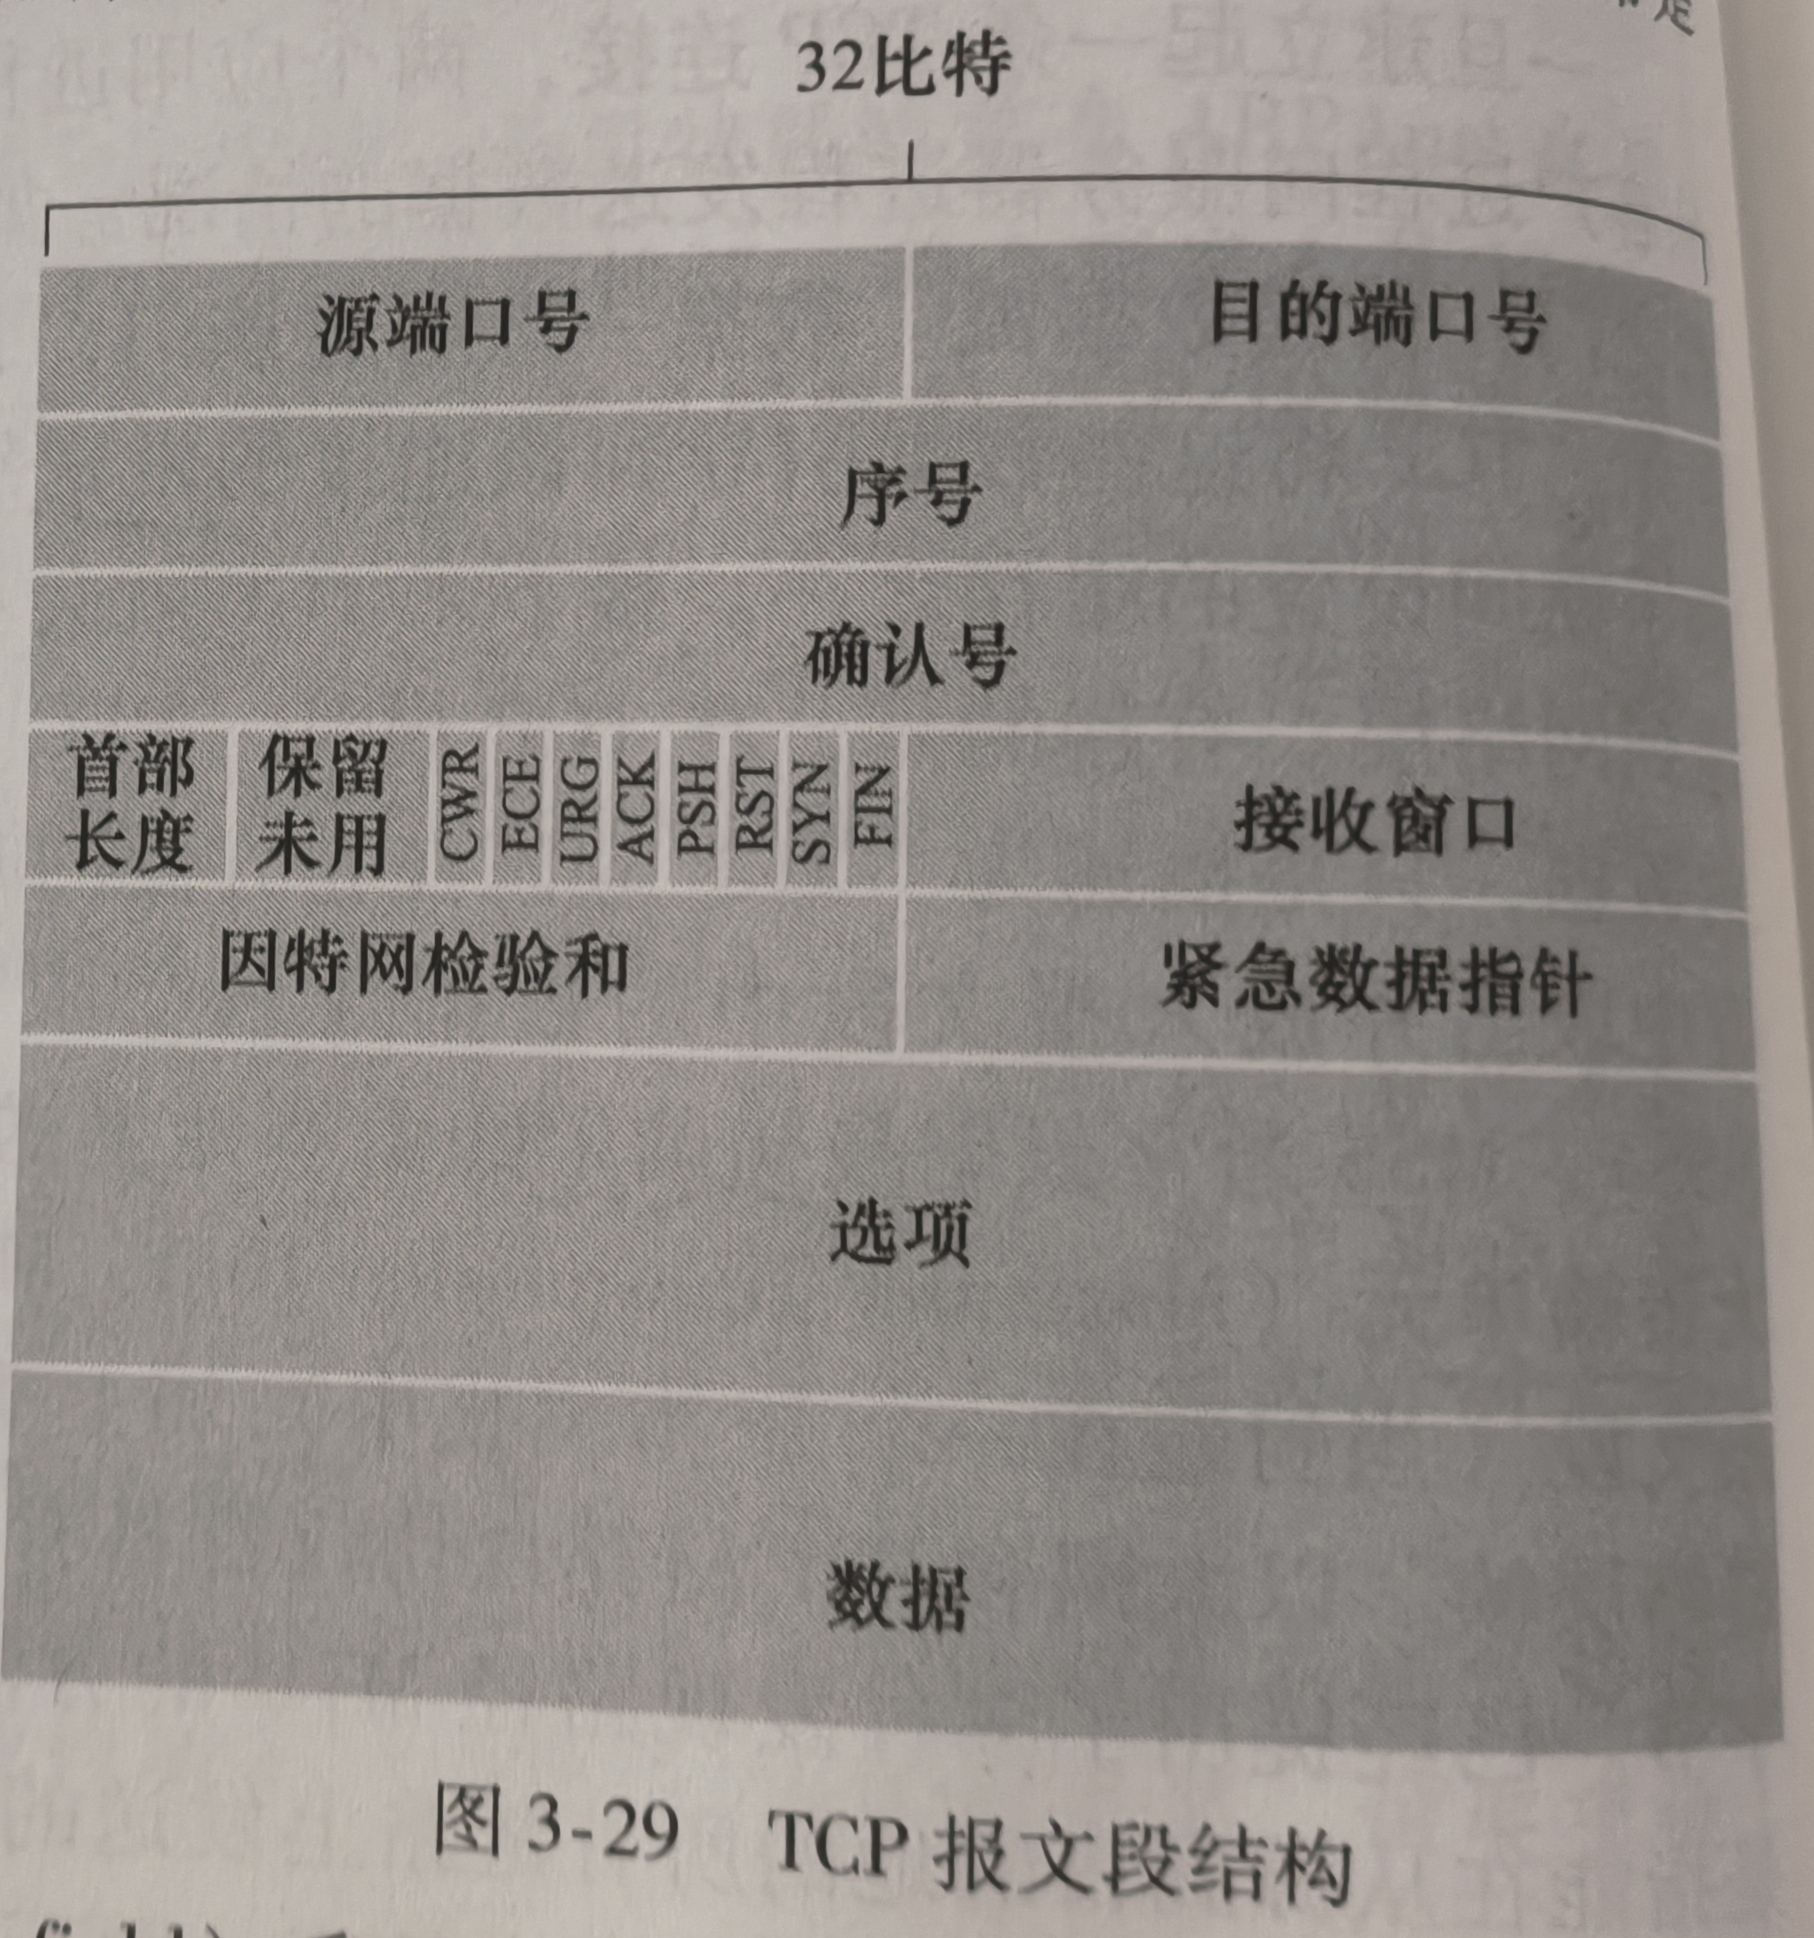 32比特
源端口号 目的端口号
序号
确认号
首部长度 保留未用 CWR ECE URG ACK PSH RST SYN FIN 接收窗口
因特网检验和 紧急数据指针
选项
数据
图 3-29 TCP 报文段结构